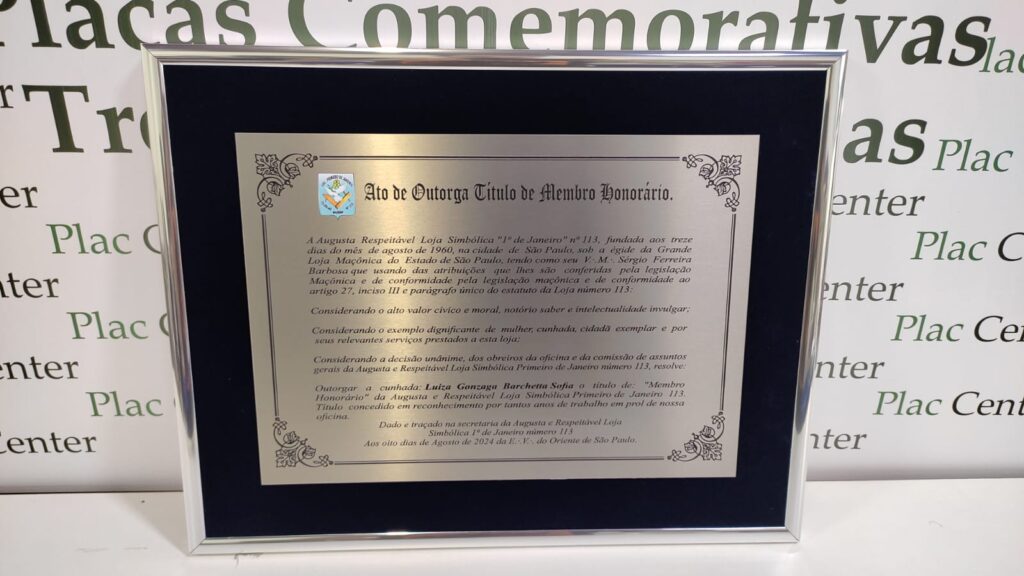 Placas Comemorativas
Plac
Tro
as
Plac
enter
Plac C
enter
enter
Plac Center
Plac Cent
enter
Plac Cente
enter
Plac Cent
Center
enter
Ato de Outorga Título de Membro Honorário.
A Augusta Respeitável Loja Simbólica "1º de Janeiro" nº 113, fundada aos treze
dias do mês de agosto de 1960, na cidade de São Paulo, sob a égide da Grande
Loja Maçônica do Estado de São Paulo, tendo como seu V∴M∴ Sérgio Ferreira
Barbosa que usando das atribuições que lhes são conferidas pela legislação
Maçônica e de conformidade pela legislação maçônica e de conformidade ao
artigo 27, inciso III e parágrafo único do estatuto da Loja número 113:
Considerando o alto valor cívico e moral, notório saber e intelectualidade invulgar;
Considerando o exemplo dignificante de mulher, cunhada, cidadã exemplar e por
seus relevantes serviços prestados a esta loja;
Considerando a decisão unânime, dos obreiros da oficina e da comissão de assuntos
gerais da Augusta e Respeitável Loja Simbólica Primeiro de Janeiro número 113, resolve:
Outorgar a cunhada: Luiza Gonzaga Barchetta Sofia o título de: "Membro
Honorário" da Augusta e Respeitável Loja Simbólica Primeiro de Janeiro 113.
Título concedido em reconhecimento por tantos anos de trabalho em prol de nossa
oficina.
Dado e traçado na secretaria da Augusta e Respeitável Loja
Simbólica 1º de Janeiro número 113
Aos oito dias de Agosto de 2024 da E∴V∴ do Oriente de São Paulo.